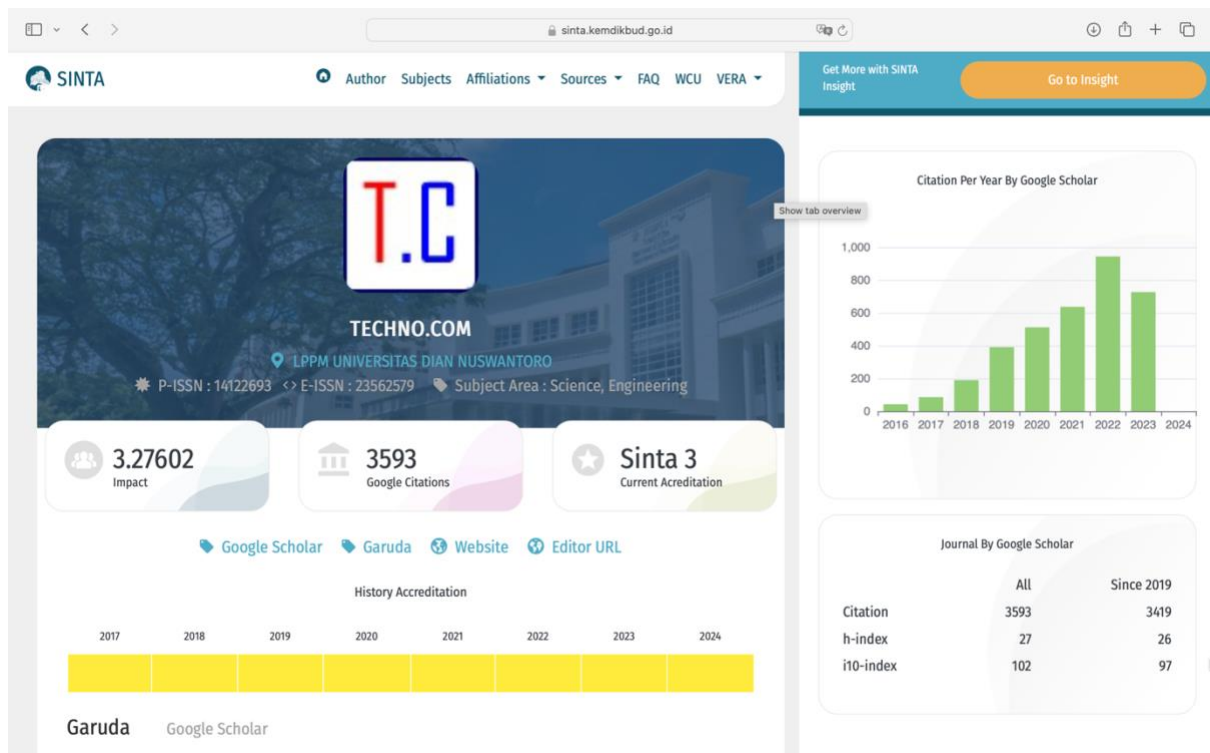 sinta.kemdikbud.go.id
SINTA
Author Subjects Affiliations Sources FAQ WCU VERA
Get More with SINTA
Insight
Go to Insight
T.C
TECHNO.COM
LPPM UNIVERSITAS DIAN NUSWANTORO
P-ISSN : 14122693 <> E-ISSN : 23562579 Subject Area : Science, Engineering
3.27602
Impact
3593
Google Citations
Sinta 3
Current Acreditation
Google Scholar Garuda Website Editor URL
History Accreditation
2017 2018 2019 2020 2021 2022 2023 2024
Garuda Google Scholar
Citation Per Year By Google Scholar
Show tab overview
1,000
800
600
400
200
0
2016 2017 2018 2019 2020 2021 2022 2023 2024
Journal By Google Scholar
All Since 2019
Citation 3593 3419
h-index 27 26
i10-index 102 97